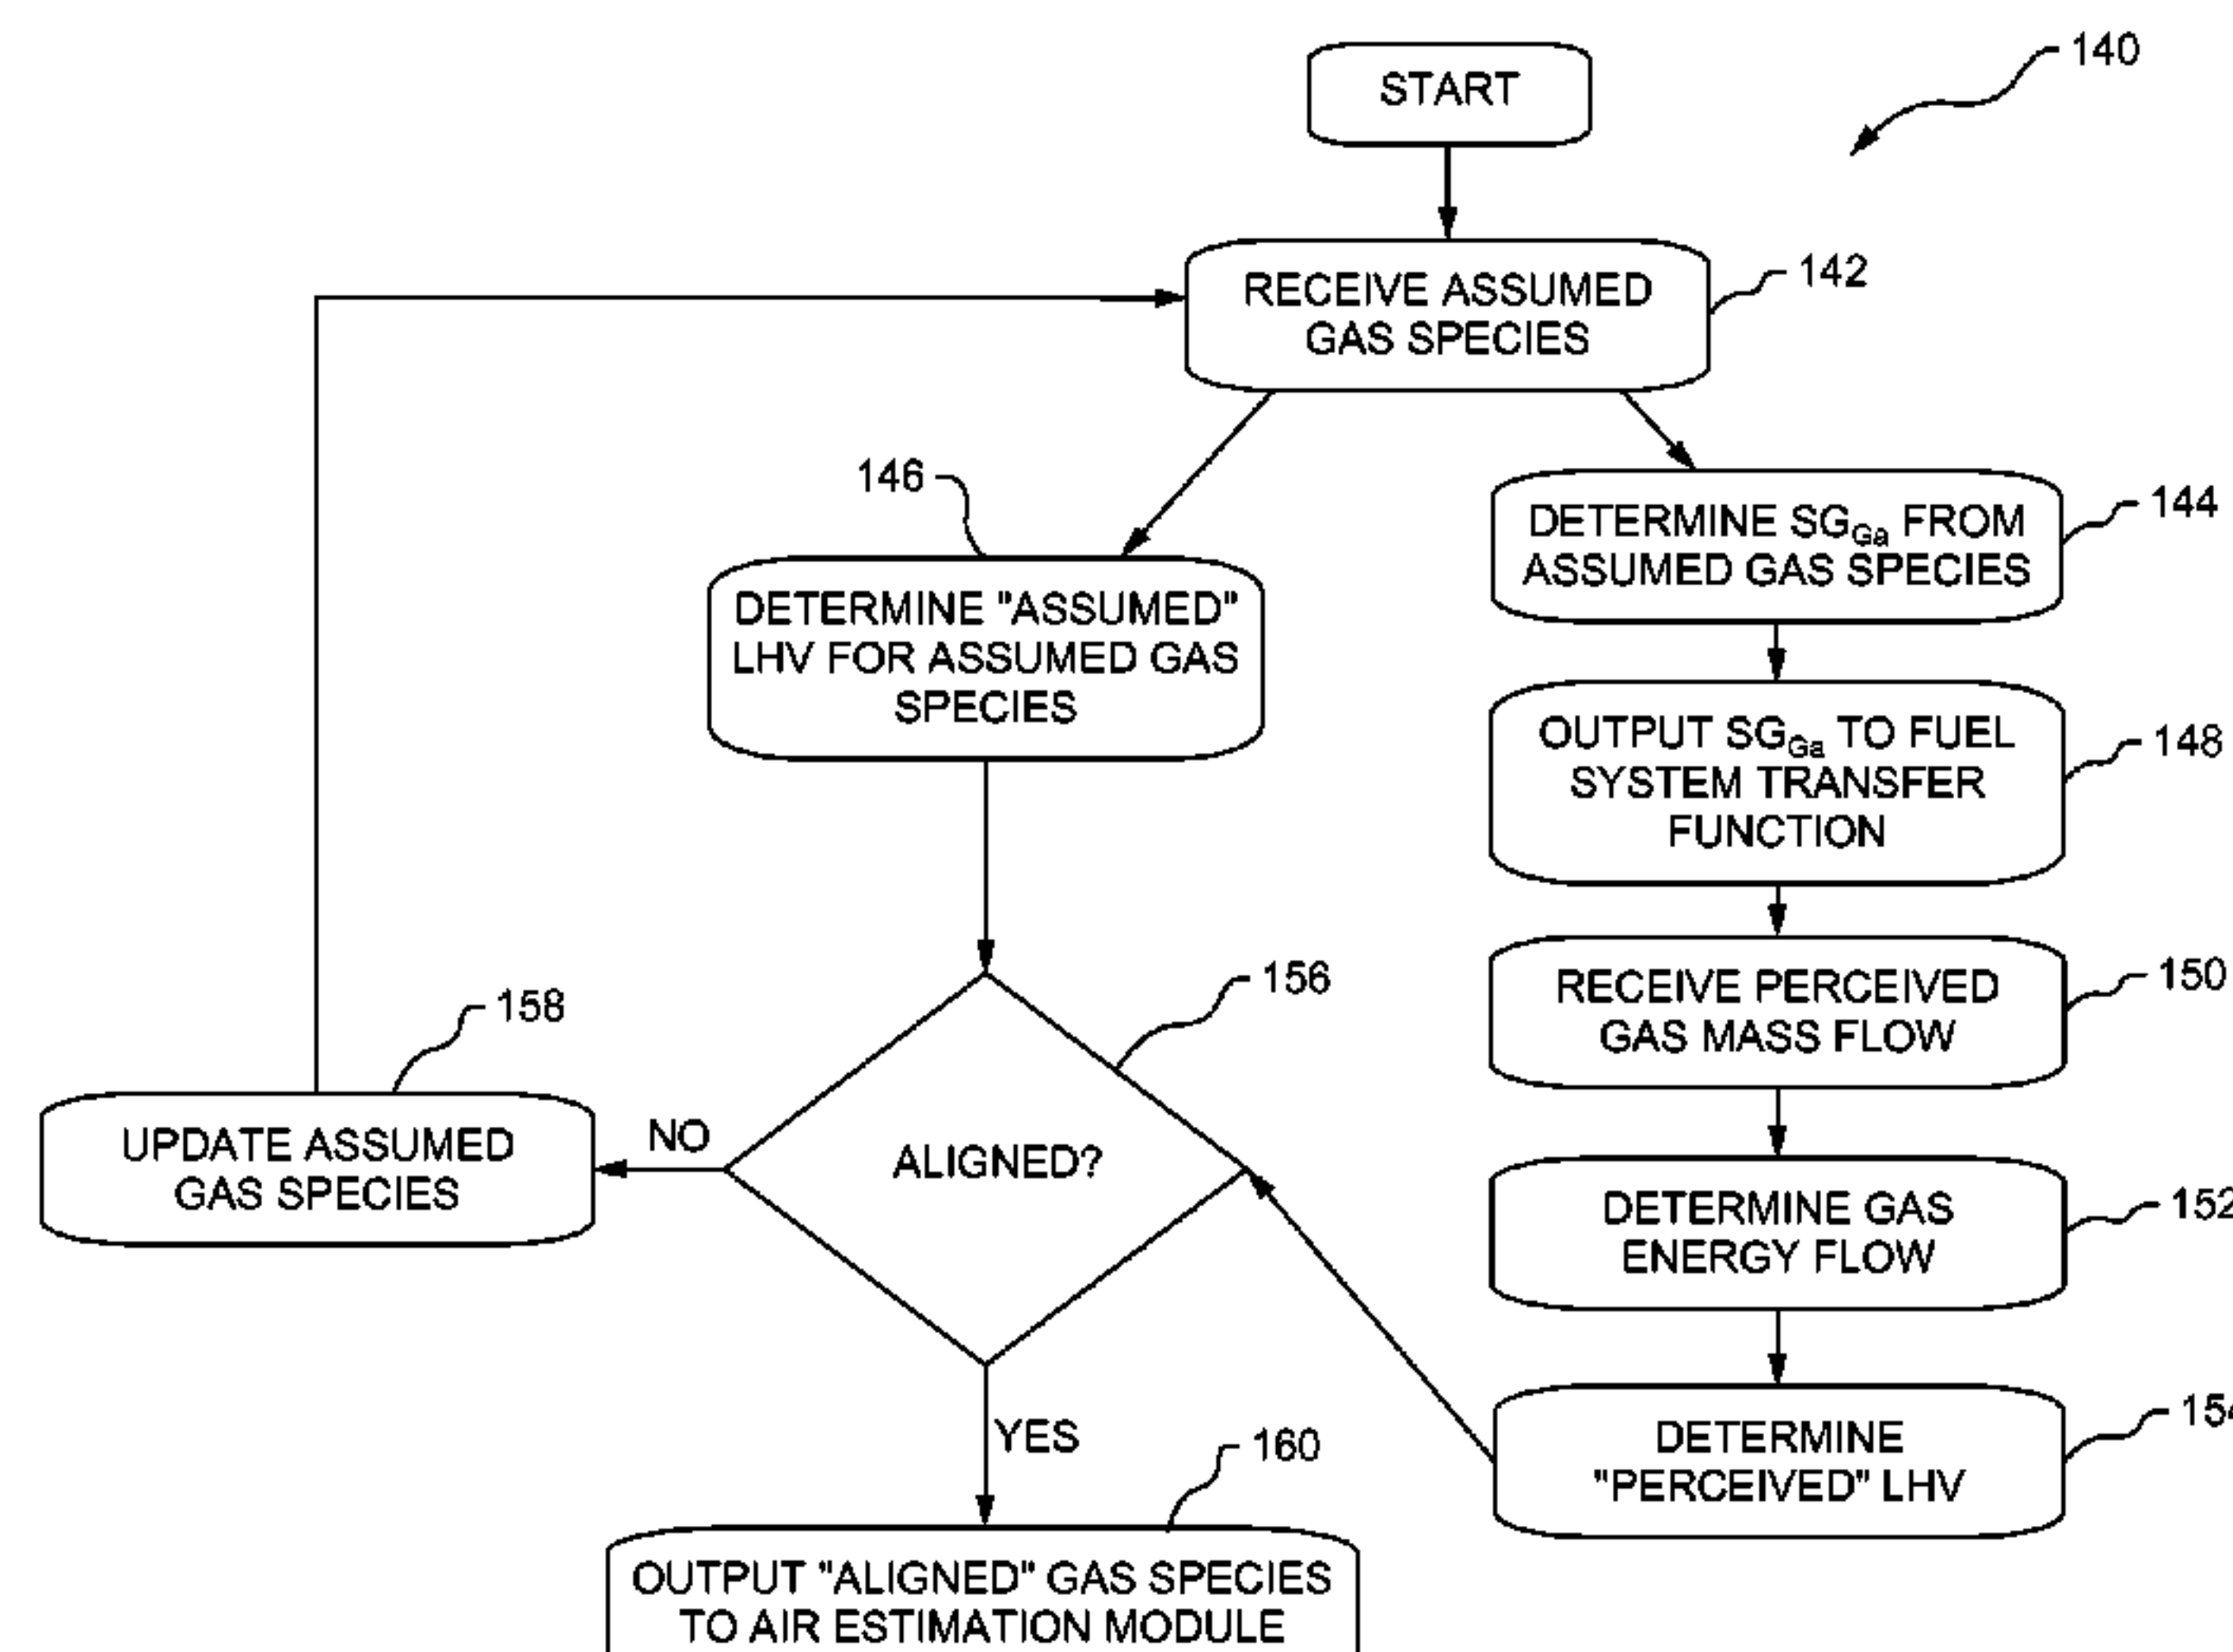 START
140
RECEIVE ASSUMED
GAS SPECIES
142
146
DETERMINE SGGa FROM
ASSUMED GAS SPECIES
144
DETERMINE "ASSUMED"
LHV FOR ASSUMED GAS
SPECIES
OUTPUT SGGa TO FUEL
SYSTEM TRANSFER
FUNCTION
148
158
156
RECEIVE PERCEIVED
GAS MASS FLOW
150
UPDATE ASSUMED
GAS SPECIES
NO
ALIGNED?
DETERMINE GAS
ENERGY FLOW
152
YES
160
DETERMINE
"PERCEIVED" LHV
154
OUTPUT "ALIGNED" GAS SPECIES
TO AIR ESTIMATION MODULE